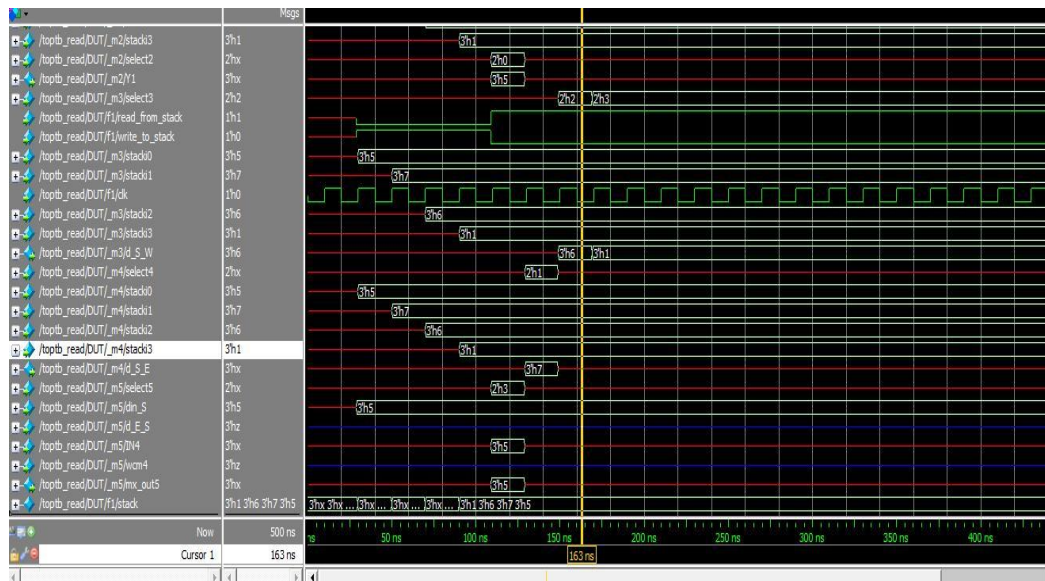 Msgs
/toptb_read/DUT/_m2/stacki3 3'h1 3'h1
/toptb_read/DUT/_m2/select2 2'hx 2'h0
/toptb_read/DUT/_m2/Y1 3'hx 3'h5
/toptb_read/DUT/_m3/select3 2'h2 2'h2 2'h3
/toptb_read/DUT/f1/read_from_stack 1'h1
/toptb_read/DUT/f1/write_to_stack 1'h0
/toptb_read/DUT/_m3/stacki0 3'h5 3'h5
/toptb_read/DUT/_m3/stacki1 3'h7 3'h7
/toptb_read/DUT/f1/clk 1'h0
/toptb_read/DUT/_m3/stacki2 3'h6 3'h6
/toptb_read/DUT/_m3/stacki3 3'h1 3'h1
/toptb_read/DUT/_m3/d_S_W 3'h6 3'h6 3'h1
/toptb_read/DUT/_m4/select4 2'hx 2'h1
/toptb_read/DUT/_m4/stacki0 3'h5 3'h5
/toptb_read/DUT/_m4/stacki1 3'h7 3'h7
/toptb_read/DUT/_m4/stacki2 3'h6 3'h6
/toptb_read/DUT/_m4/stacki3 3'h1 3'h1
/toptb_read/DUT/_m4/d_S_E 3'hx 3'h7
/toptb_read/DUT/_m5/select5 2'hx 2'h3
/toptb_read/DUT/_m5/din_S 3'h5 3'h5
/toptb_read/DUT/_m5/d_E_S 3'hz
/toptb_read/DUT/_m5/IN4 3'hx 3'h5
/toptb_read/DUT/_m5/wcm4 3'hz
/toptb_read/DUT/_m5/mx_out5 3'hx 3'h5
/toptb_read/DUT/f1/stack 3'h1 3'h6 3'h7 3'h5 3'hx 3'hx ... 3'hx ... 3'hx ... 3'hx ... 3'h1 3'h6 3'h7 3'h5
Now 500 ns ns 50 ns 100 ns 150 ns 200 ns 250 ns 300 ns 350 ns 400 ns
Cursor 1 163 ns 163 ns